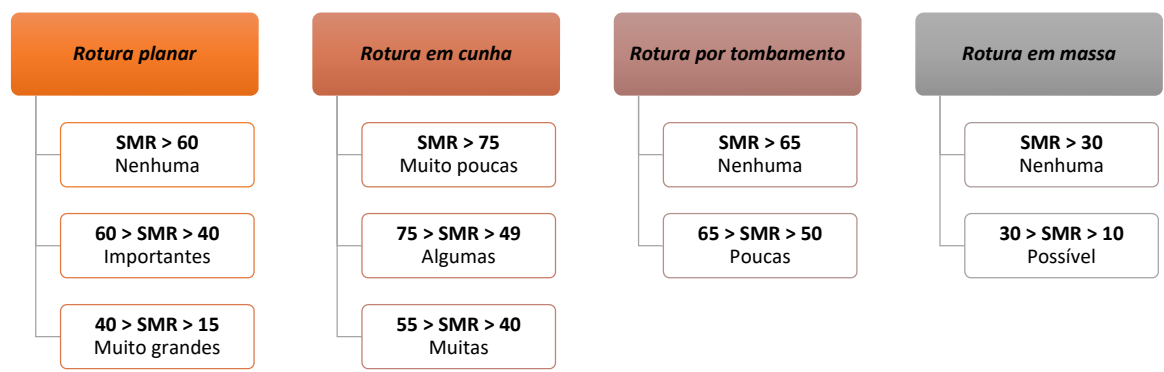 Rotura planar
SMR > 60
Nenhuma
60 > SMR > 40
Importantes
40 > SMR > 15
Muito grandes
Rotura em cunha
SMR > 75
Muito poucas
75 > SMR > 49
Algumas
55 > SMR > 40
Muitas
Rotura por tombamento
SMR > 65
Nenhuma
65 > SMR > 50
Poucas
Rotura em massa
SMR > 30
Nenhuma
30 > SMR > 10
Possível